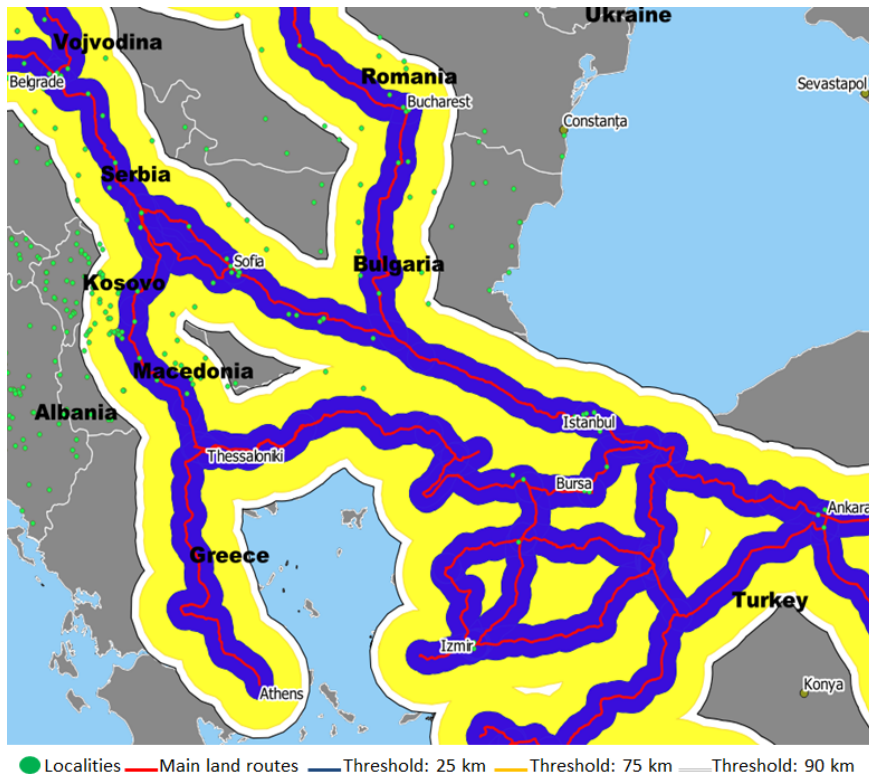 Ukraine
Vojvodina
Romania
Belgrade
Bucharest
Sevastapol
Constanța
Serbia
Sofia
Bulgaria
Kosovo
Macedonia
Albania
Istanbul
Thessaloniki
Bursa
Ankara
Greece
Turkey
Izmir
Konya
Athens
Localities Main land routes Threshold: 25 km Threshold: 75 km Threshold: 90 km